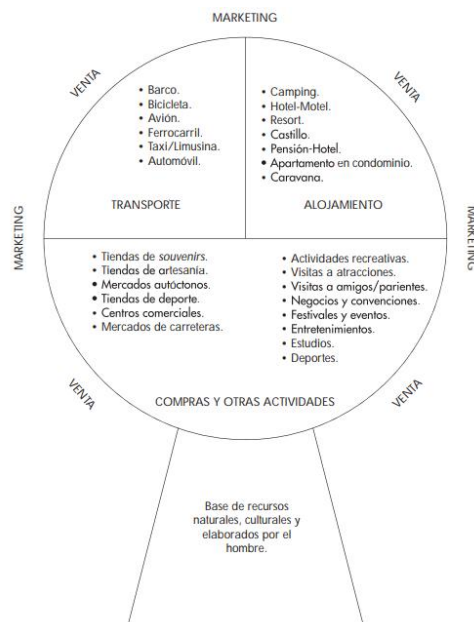 MARKETING
VENTA
VENTA
• Barco.
• Bicicleta.
• Avión.
• Ferrocarril.
• Taxi/Limusina.
• Automóvil.
TRANSPORTE
• Camping.
• Hotel-Motel.
• Resort.
• Castillo.
• Pensión-Hotel.
• Apartamento en condominio.
• Caravana.
ALOJAMIENTO
MARKETING
MARKETING
• Tiendas de souvenirs.
• Tiendas de artesanía.
• Mercados autóctonos.
• Tiendas de deporte.
• Centros comerciales.
• Mercados de carreteras.
• Actividades recreativas.
• Visitas a atracciones.
• Visitas a amigos/parientes.
• Negocios y convenciones.
• Festivales y eventos.
• Entretenimientos.
• Estudios.
• Deportes.
VENTA
COMPRAS Y OTRAS ACTIVIDADES
VENTA
Base de recursos
naturales, culturales y
elaborados por el
hombre.